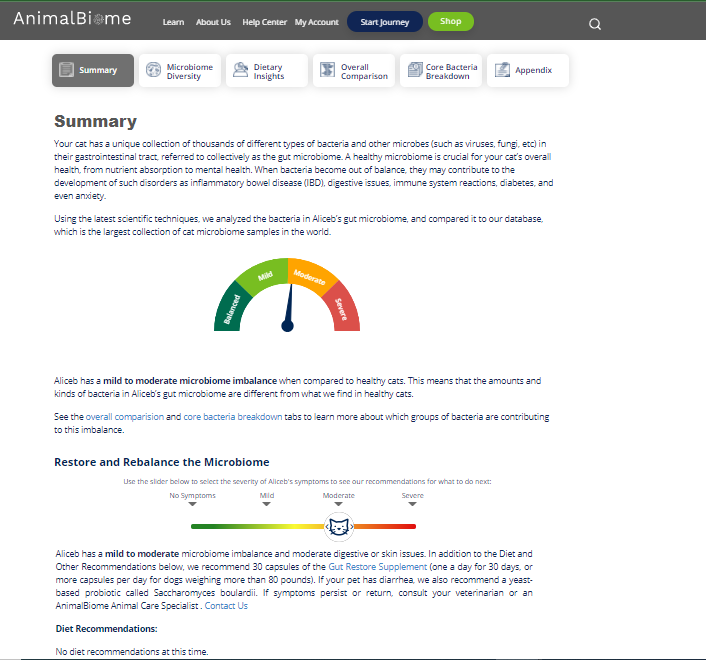 AnimalBiome
Learn About Us Help Center My Account Start Journey Shop
Summary
Microbiome
Diversity
Dietary
Insights
Overall
Comparison
Core Bacteria
Breakdown
Appendix
Summary
Your cat has a unique collection of thousands of different types of bacteria and other microbes (such as viruses, fungi, etc) in
their gastrointestinal tract, referred to collectively as the gut microbiome. A healthy microbiome is crucial for your cat's overall
health, from nutrient absorption to mental health. When bacteria become out of balance, they may contribute to the
development of such disorders as inflammatory bowel disease (IBD), digestive issues, immune system reactions, diabetes, and
even anxiety.
Using the latest scientific techniques, we analyzed the bacteria in Aliceb's gut microbiome, and compared it to our database,
which is the largest collection of cat microbiome samples in the world.
Balanced
Mild
Moderate
Severe
Aliceb has a mild to moderate microbiome imbalance when compared to healthy cats. This means that the amounts and
kinds of bacteria in Aliceb's gut microbiome are different from what we find in healthy cats.
See the overall comparision and core bacteria breakdown tabs to learn more about which groups of bacteria are contributing
to this imbalance.
Restore and Rebalance the Microbiome
Use the slider below to select the severity of Aliceb's symptoms to see our recommendations for what to do next:
No Symptoms Mild Moderate Severe
Aliceb has a mild to moderate microbiome imbalance and moderate digestive or skin issues. In addition to the Diet and
Other Recommendations below, we recommend 30 capsules of the Gut Restore Supplement (one a day for 30 days, or
more capsules per day for dogs weighing more than 80 pounds). If your pet has diarrhea, we also recommend a yeast-
based probiotic called Saccharomyces boulardii. If symptoms persist or return, consult your veterinarian or an
AnimalBiome Animal Care Specialist . Contact Us
Diet Recommendations:
No diet recommendations at this time.